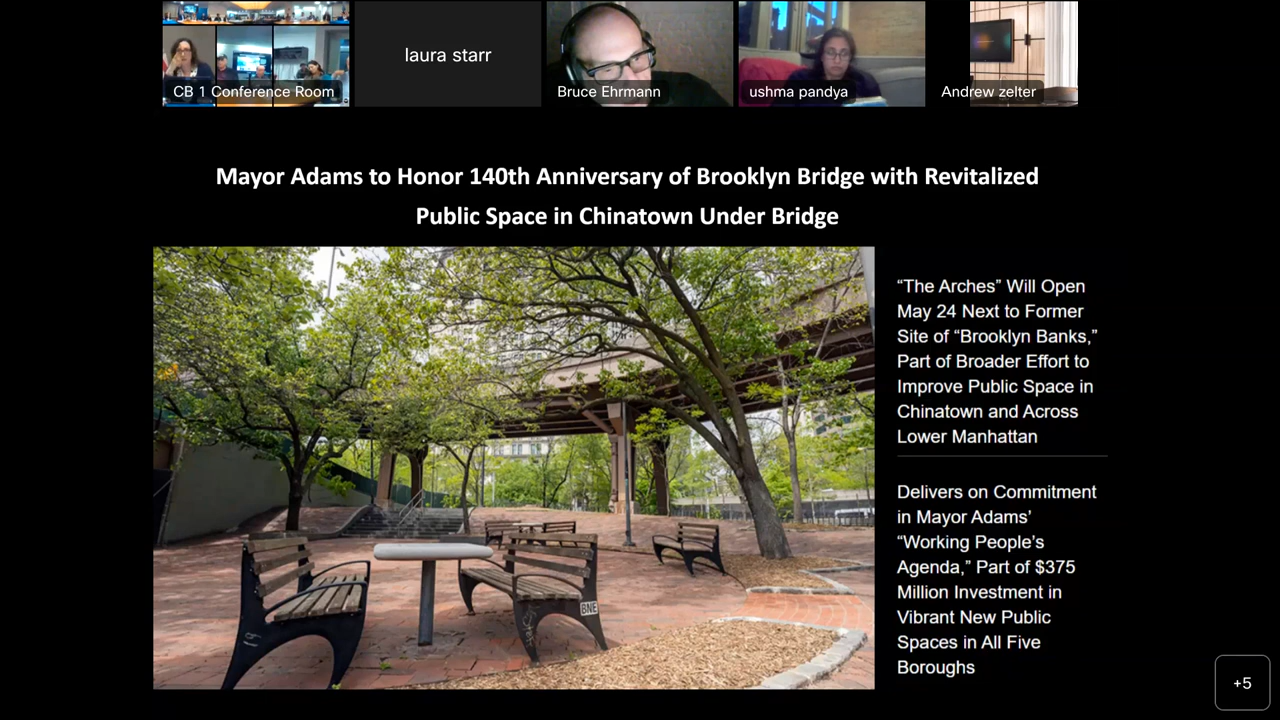 laura starr
CB 1 Conference Room
Bruce Ehrmann
ushma pandya
Andrew zelter
Mayor Adams to Honor 140th Anniversary of Brooklyn Bridge with Revitalized
Public Space in Chinatown Under Bridge
“The Arches” Will Open
May 24 Next to Former
Site of “Brooklyn Banks,”
Part of Broader Effort to
Improve Public Space in
Chinatown and Across
Lower Manhattan
Delivers on Commitment
in Mayor Adams’
“Working People’s
Agenda,” Part of $375
Million Investment in
Vibrant New Public
Spaces in All Five
Boroughs
BNE
+5